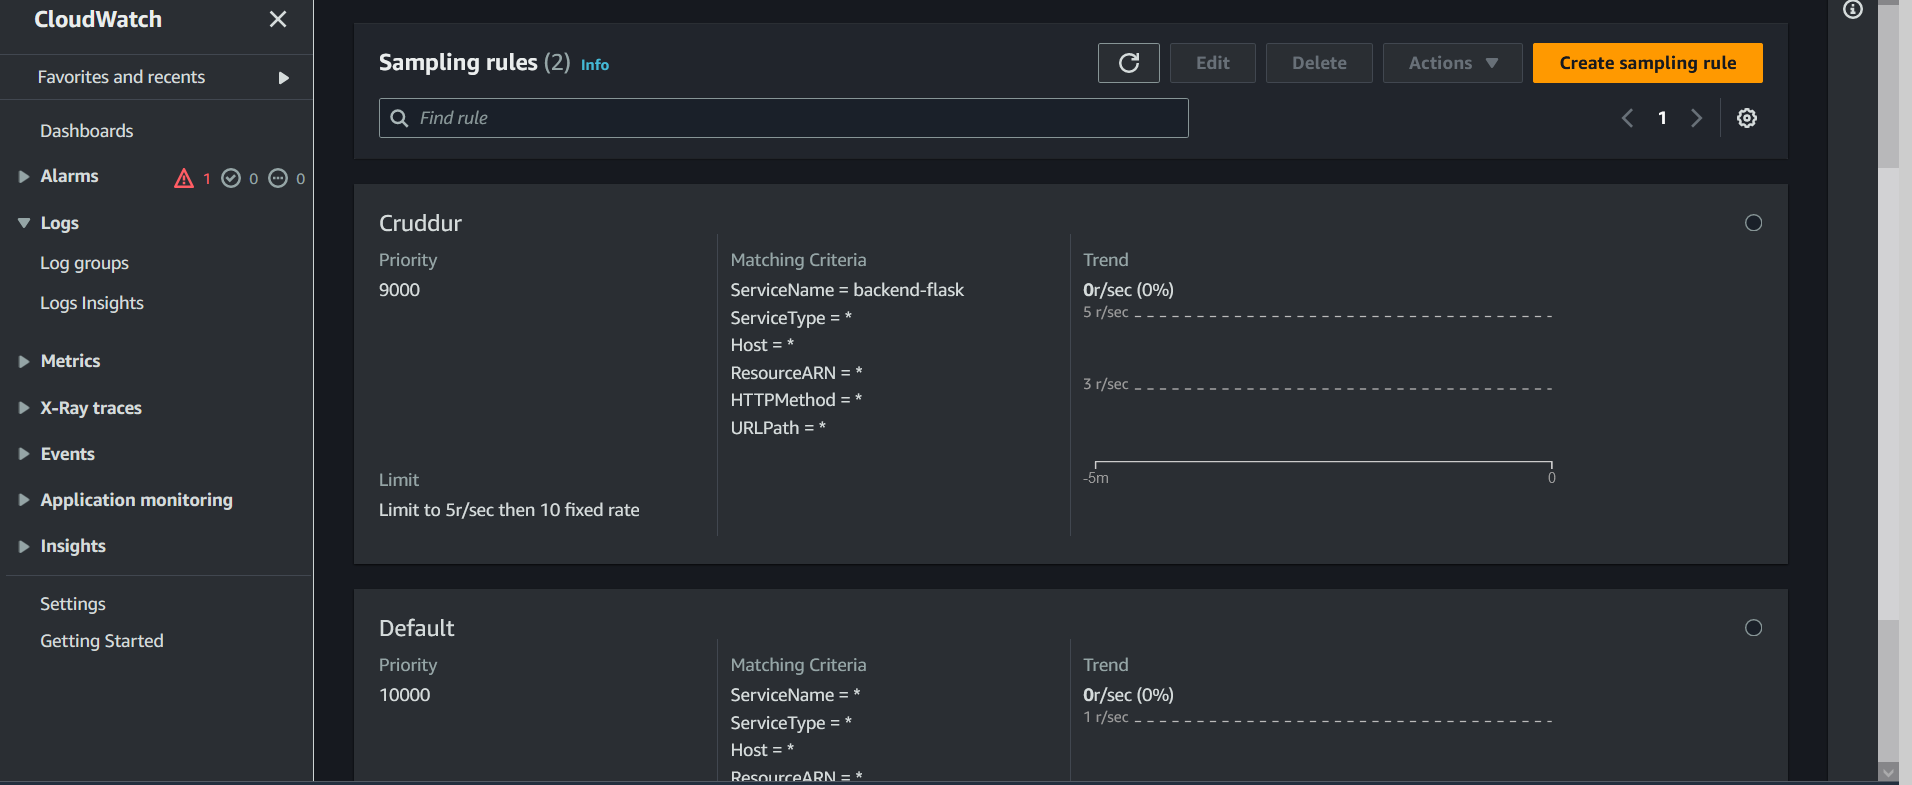 CloudWatch
Favorites and recents
Dashboards
Alarms 1 0 0
Logs
Log groups
Logs Insights
Metrics
X-Ray traces
Events
Application monitoring
Insights
Settings
Getting Started
Sampling rules (2) Info
Edit
Delete
Actions
Create sampling rule
Find rule
1
Cruddur
Priority
9000
Limit
Limit to 5r/sec then 10 fixed rate
Matching Criteria
ServiceName = backend-flask
ServiceType = *
Host = *
ResourceARN = *
HTTPMethod = *
URLPath = *
Trend
0r/sec (0%)
5 r/sec
3 r/sec
-5m 0
Default
Priority
10000
Matching Criteria
ServiceName = *
ServiceType = *
Host = *
ResourceARN = *
Trend
0r/sec (0%)
1 r/sec